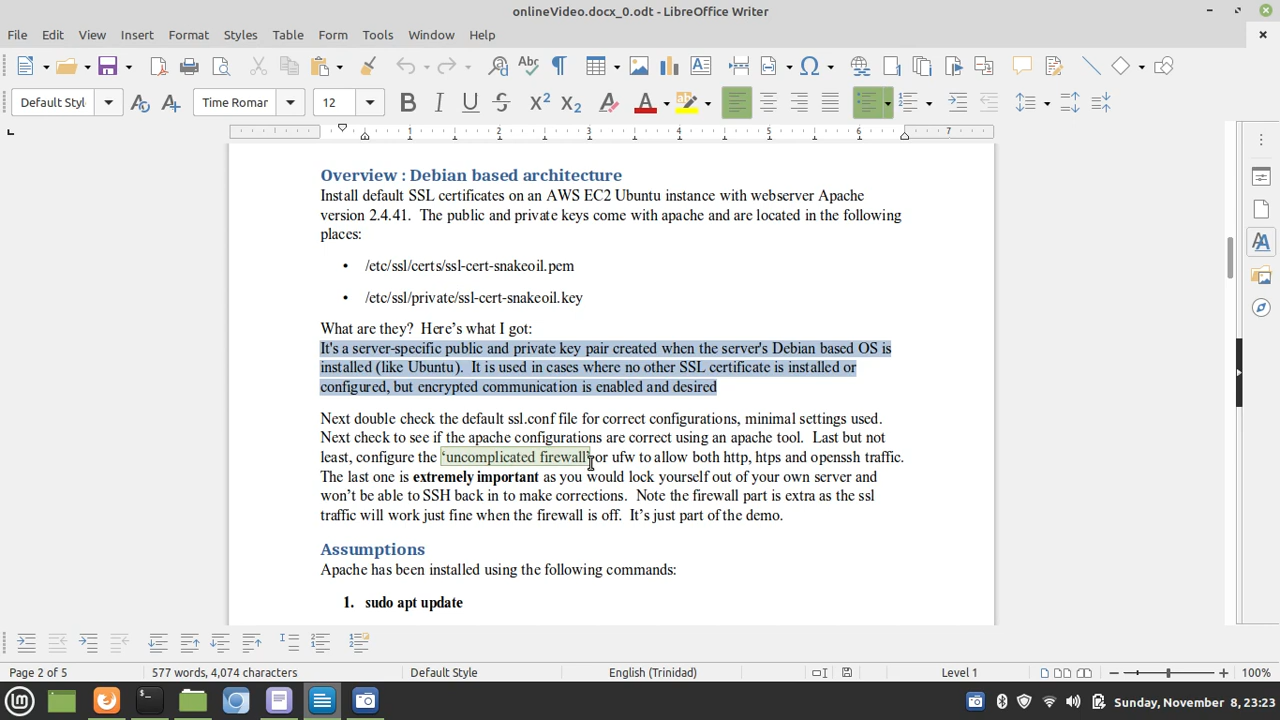 onlineVideo.docx_0.odt - LibreOffice Writer
File Edit View Insert Format Styles Table Form Tools Window Help
Default Styl Time Romar 12
1 2 3 4 5 6 7
Overview : Debian based architecture
Install default SSL certificates on an AWS EC2 Ubuntu instance with webserver Apache
version 2.4.41.  The public and private keys come with apache and are located in the following
places:
• /etc/ssl/certs/ssl-cert-snakeoil.pem
• /etc/ssl/private/ssl-cert-snakeoil.key
What are they?  Here’s what I got:
It's a server-specific public and private key pair created when the server's Debian based OS is
installed (like Ubuntu).  It is used in cases where no other SSL certificate is installed or
configured, but encrypted communication is enabled and desired
Next double check the default ssl.conf file for correct configurations, minimal settings used.
Next check to see if the apache configurations are correct using an apache tool.  Last but not
least, configure the ‘uncomplicated firewall’ or ufw to allow both http, htps and openssh traffic.
The last one is extremely important as you would lock yourself out of your own server and
won’t be able to SSH back in to make corrections.  Note the firewall part is extra as the ssl
traffic will work just fine when the firewall is off.  It’s just part of the demo.
Assumptions
Apache has been installed using the following commands:
1. sudo apt update
Page 2 of 5 577 words, 4,074 characters Default Style English (Trinidad) Level 1 100%
Sunday, November 8, 23:23